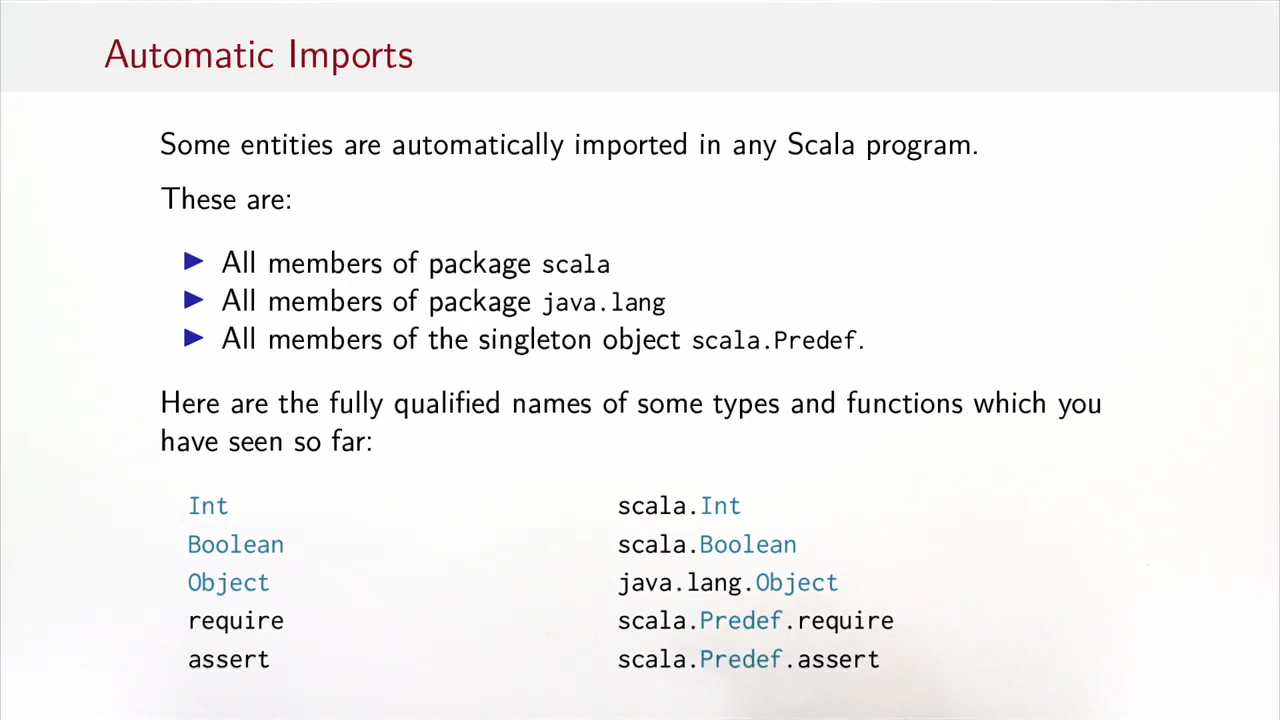 Automatic Imports
Some entities are automatically imported in any Scala program.
These are:
▶ All members of package scala
▶ All members of package java.lang
▶ All members of the singleton object scala.Predef.
Here are the fully qualified names of some types and functions which you
have seen so far:
Int scala.Int
Boolean scala.Boolean
Object java.lang.Object
require scala.Predef.require
assert scala.Predef.assert